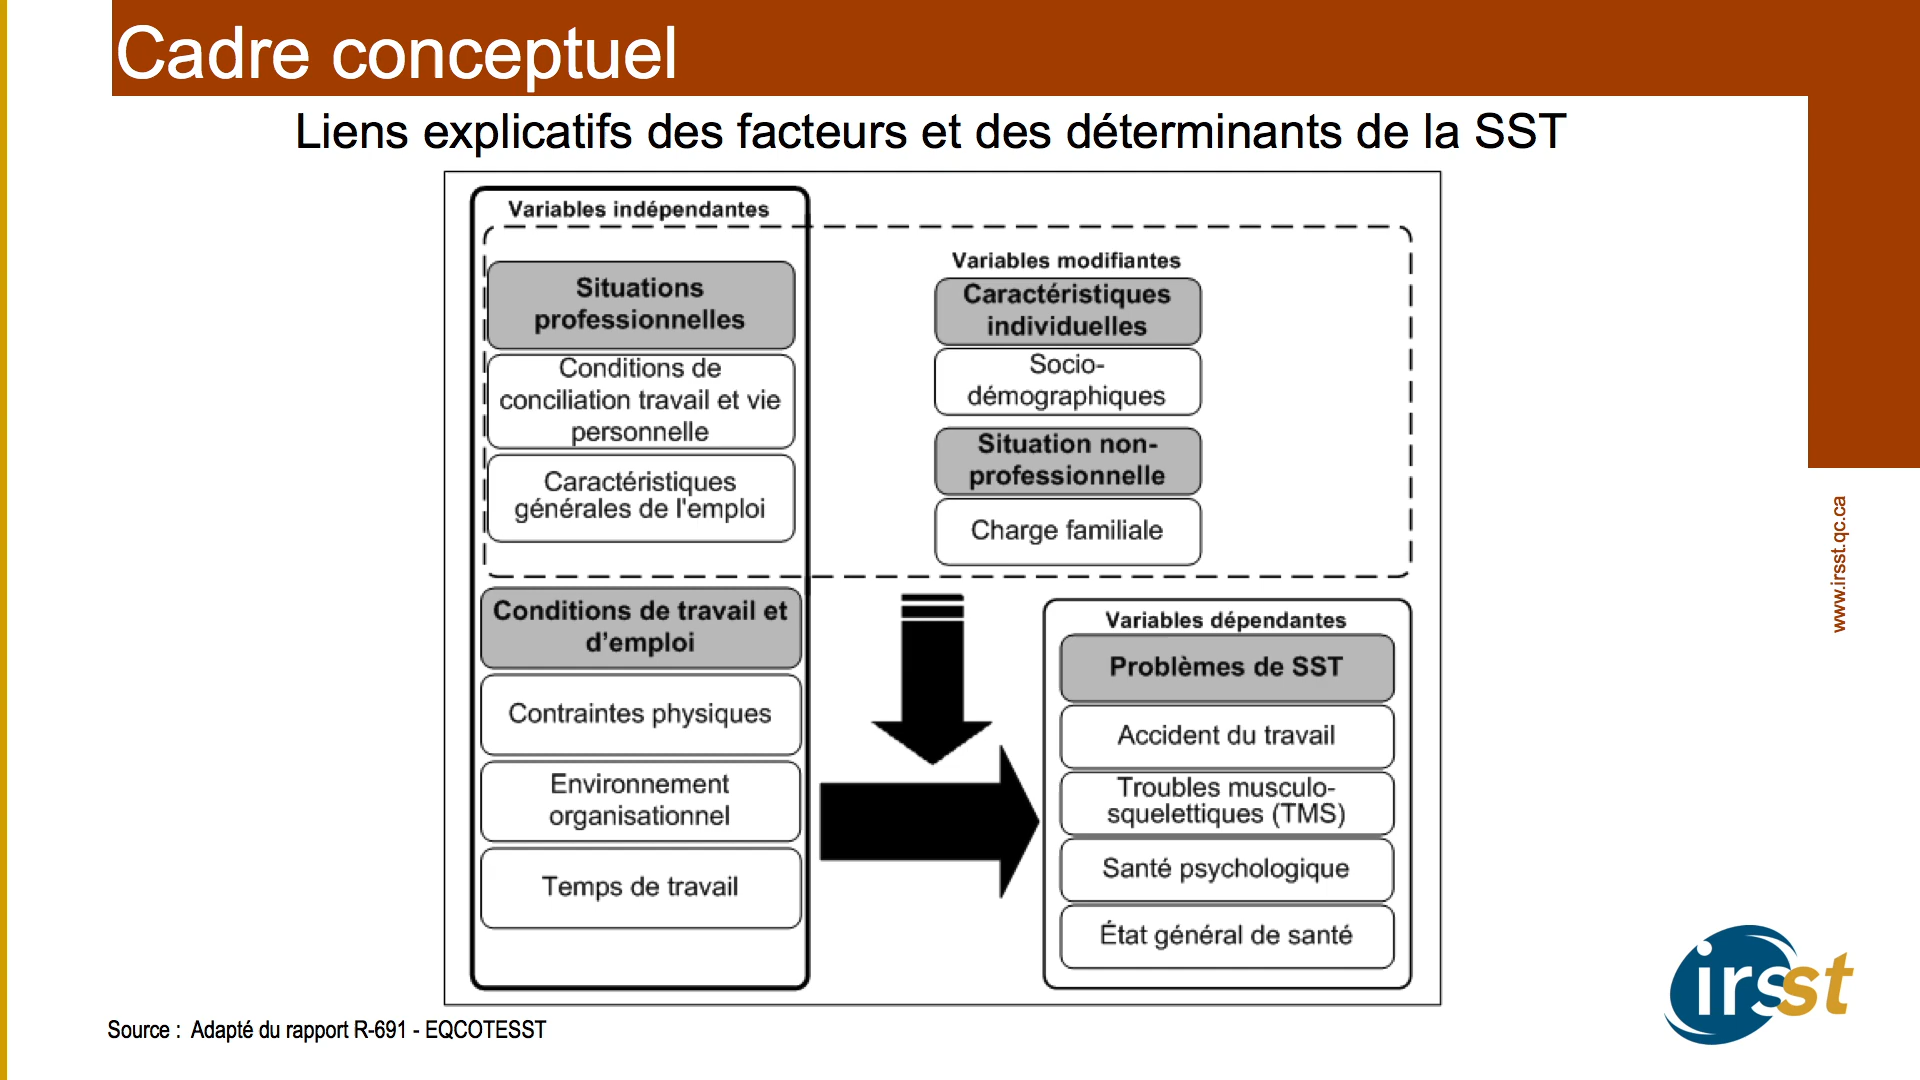 Cadre conceptuel
Liens explicatifs des facteurs et des déterminants de la SST
Variables indépendantes
Situations
professionnelles
Conditions de
conciliation travail et vie
personnelle
Caractéristiques
générales de l'emploi
Variables modifiantes
Caractéristiques
individuelles
Socio-
démographiques
Situation non-
professionnelle
Charge familiale
Conditions de travail et
d’emploi
Contraintes physiques
Environnement
organisationnel
Temps de travail
Variables dépendantes
Problèmes de SST
Accident du travail
Troubles musculo-
squelettiques (TMS)
Santé psychologique
État général de santé
www.irsst.qc.ca
irsst
Source : Adapté du rapport R-691 - EQCOTESST